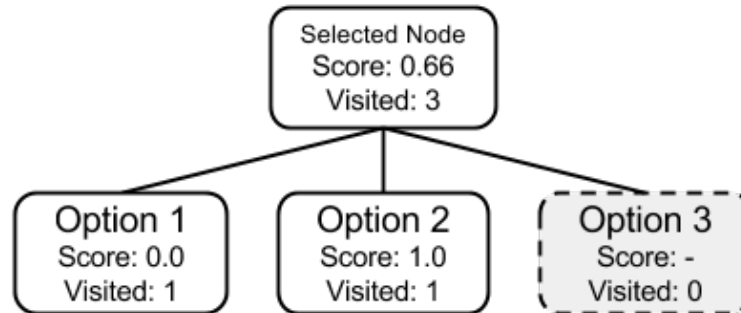 Selected Node
Score: 0.66
Visited: 3
Option 1
Score: 0.0
Visited: 1
Option 2
Score: 1.0
Visited: 1
Option 3
Score: -
Visited: 0